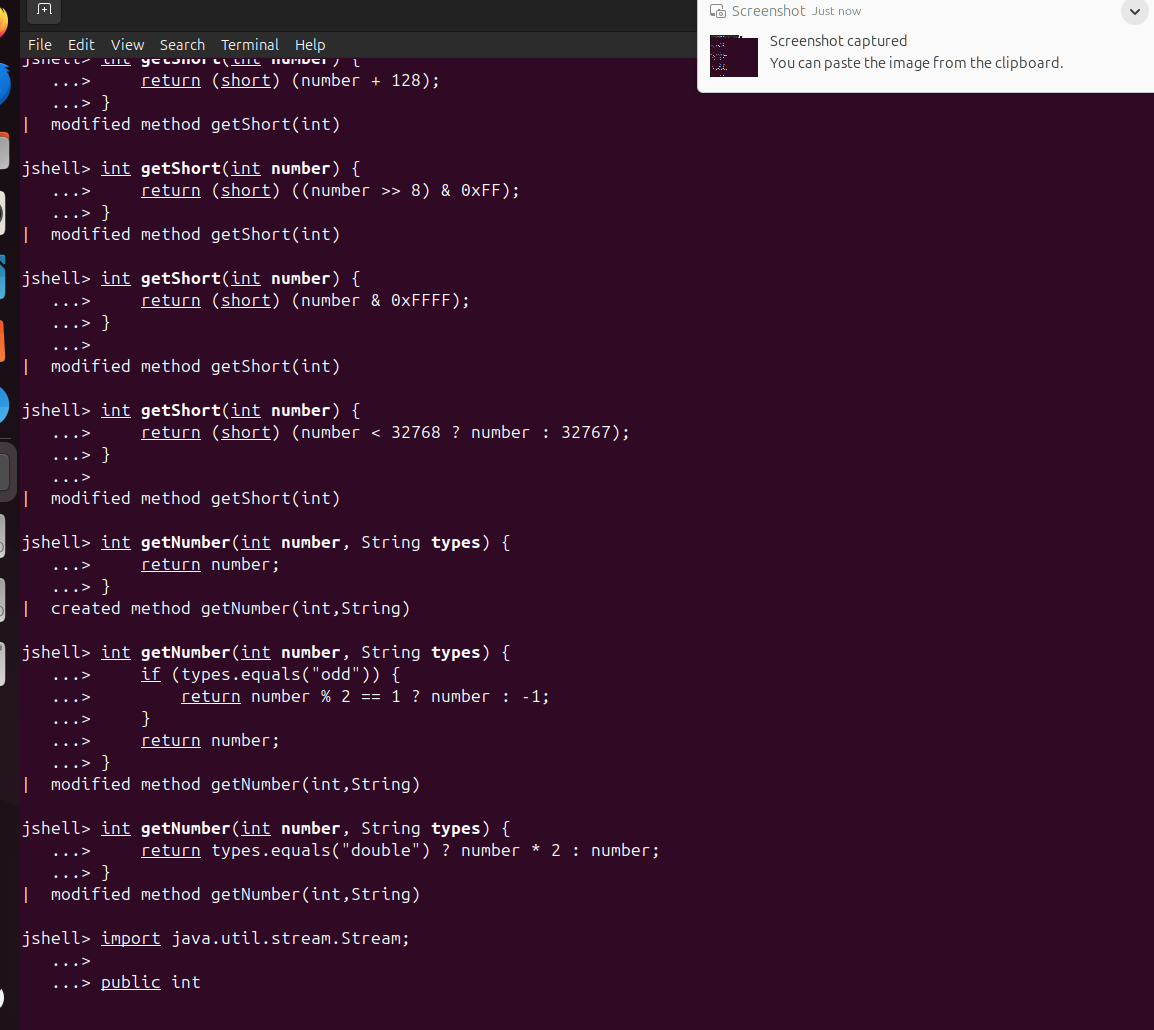 Screenshot Just now
Screenshot captured
You can paste the image from the clipboard.
File Edit View Search Terminal Help
jshell> int getShort(int number) {
   ...>     return (short) (number + 128);
   ...> }
|  modified method getShort(int)

jshell> int getShort(int number) {
   ...>     return (short) ((number >> 8) & 0xFF);
   ...> }
|  modified method getShort(int)

jshell> int getShort(int number) {
   ...>     return (short) (number & 0xFFFF);
   ...> }
   ...>
|  modified method getShort(int)

jshell> int getShort(int number) {
   ...>     return (short) (number < 32768 ? number : 32767);
   ...> }
   ...>
|  modified method getShort(int)

jshell> int getNumber(int number, String types) {
   ...>     return number;
   ...> }
|  created method getNumber(int,String)

jshell> int getNumber(int number, String types) {
   ...>     if (types.equals("odd")) {
   ...>         return number % 2 == 1 ? number : -1;
   ...>     }
   ...>     return number;
   ...> }
|  modified method getNumber(int,String)

jshell> int getNumber(int number, String types) {
   ...>     return types.equals("double") ? number * 2 : number;
   ...> }
|  modified method getNumber(int,String)

jshell> import java.util.stream.Stream;
   ...>
   ...> public int